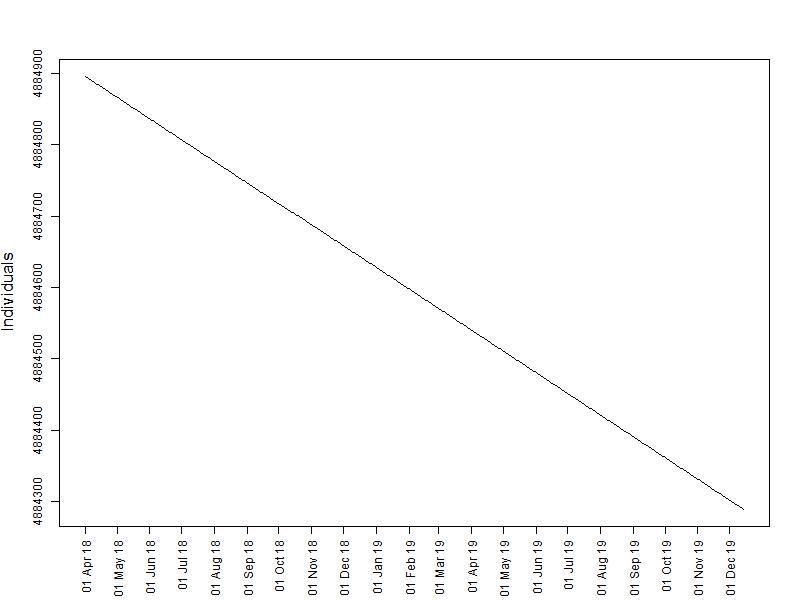 Individuals
4884900
4884800
4884700
4884600
4884500
4884400
4884300
01 Apr 18
01 May 18
01 Jun 18
01 Jul 18
01 Aug 18
01 Sep 18
01 Oct 18
01 Nov 18
01 Dec 18
01 Jan 19
01 Feb 19
01 Mar 19
01 Apr 19
01 May 19
01 Jun 19
01 Jul 19
01 Aug 19
01 Sep 19
01 Oct 19
01 Nov 19
01 Dec 19